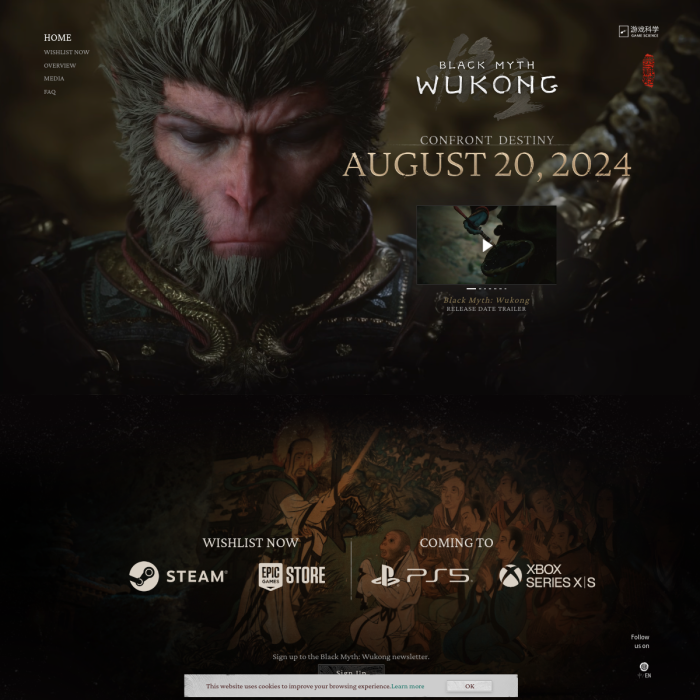 HOME
WISHLIST NOW
OVERVIEW
MEDIA
FAQ
游戏科学
GAME SCIENCE
BLACK MYTH
WUKONG
CONFRONT DESTINY
AUGUST 20, 2024
Black Myth: Wukong
RELEASE DATE TRAILER
WISHLIST NOW
STEAM
EPIC
GAMES
STORE
COMING TO
PS5
XBOX
SERIES X|S
Sign up to the Black Myth: Wukong newsletter.
Sign Up
Follow
us on
EN
This website uses cookies to improve your browsing experience. Learn more
OK